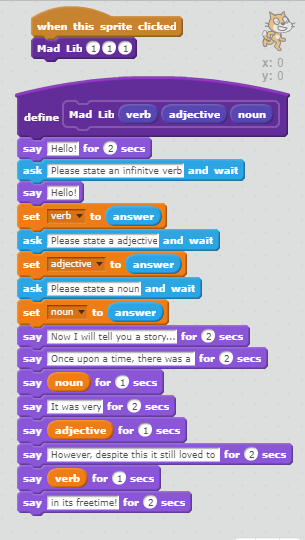 when this sprite clicked
Mad Lib 1 1 1
x: 0
y: 0
define Mad Lib verb adjective noun
say Hello! for 2 secs
ask Please state an infinitve verb and wait
say Hello!
set verb to answer
ask Please state a adjective and wait
set adjective to answer
ask Please state a noun and wait
set noun to answer
say Now I will tell you a story... for 2 secs
say Once upon a time, there was a for 2 secs
say noun for 1 secs
say It was very for 2 secs
say adjective for 1 secs
say However, despite this it still loved to for 2 secs
say verb for 1 secs
say in its freetime! for 2 secs